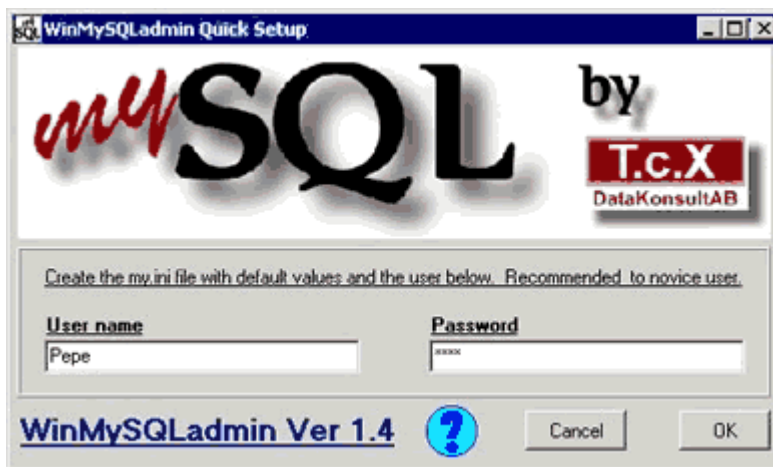 WinMySQLadmin Quick Setup
mySQL by
T.c.X
DataKonsultAB
Create the my.ini file with default values and the user below. Recommended to novice user.
User name Password
Pepe ****
WinMySQLadmin Ver 1.4 ? Cancel OK